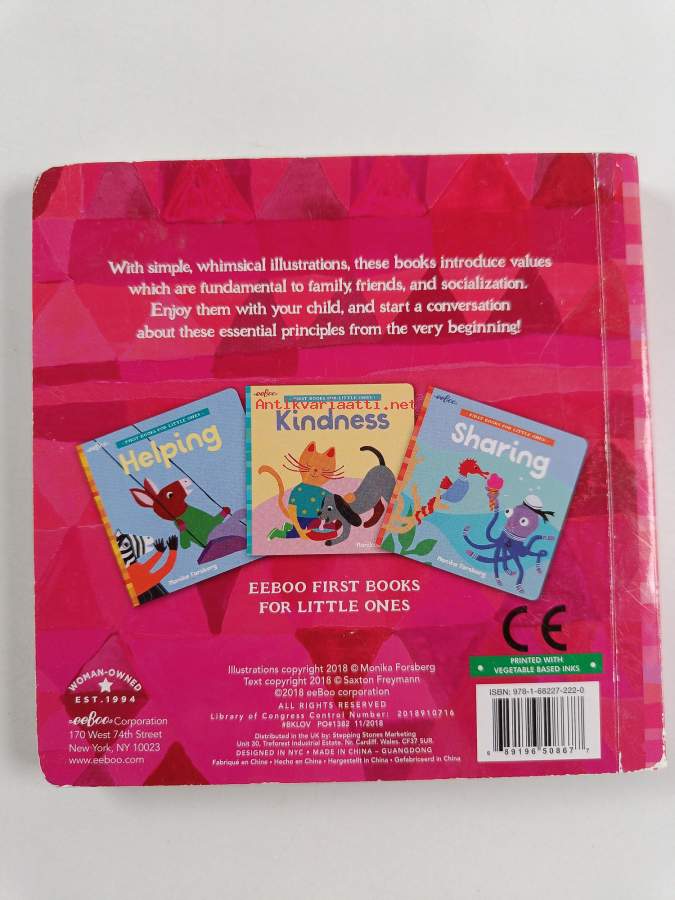 With simple, whimsical illustrations, these books introduce values
which are fundamental to family, friends, and socialization.
Enjoy them with your child, and start a conversation
about these essential principles from the very beginning!
eeBoo
FIRST BOOKS FOR LITTLE ONES
Helping
Monika Forsberg
eeBoo
FIRST BOOKS FOR LITTLE ONES
Antikvariaatti.net
Kindness
Monika
eeBoo
FIRST BOOKS FOR LITTLE ONES
Sharing
Monika Forsberg
EEBOO FIRST BOOKS
FOR LITTLE ONES
CE
PRINTED WITH
VEGETABLE BASED INKS
WOMAN-OWNED
EST.1994
eeBoo Corporation
170 West 74th Street
New York, NY 10023
www.eeboo.com
Illustrations copyright 2018 © Monika Forsberg
Text copyright 2018 © Saxton Freymann
©2018 eeBoo corporation
ALL RIGHTS RESERVED
Library of Congress Control Number: 2018910716
#BKLOV PO#1382 11/2018
Distributed in the UK by: Stepping Stones Marketing
Unit 30, Treforest Industrial Estate, Nr. Cardiff. Wales. CF37 5UR
DESIGNED IN NYC • MADE IN CHINA – GUANGDONG
Fabriqué en Chine • Hecho en China • Hergestellt in China • Gefabriceerd in China
ISBN: 978-1-68227-222-0
6 89196 50867 7